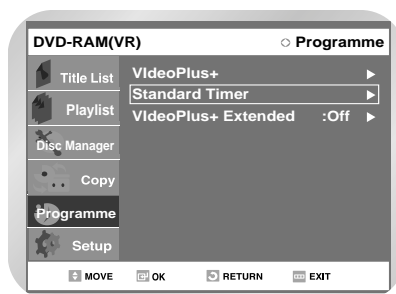 DVD-RAM(VR) Programme
Title List
Playlist
Disc Manager
Copy
Programme
Setup
VIdeoPlus+
Standard Timer
VIdeoPlus+ Extended :Off
MOVE OK RETURN EXIT